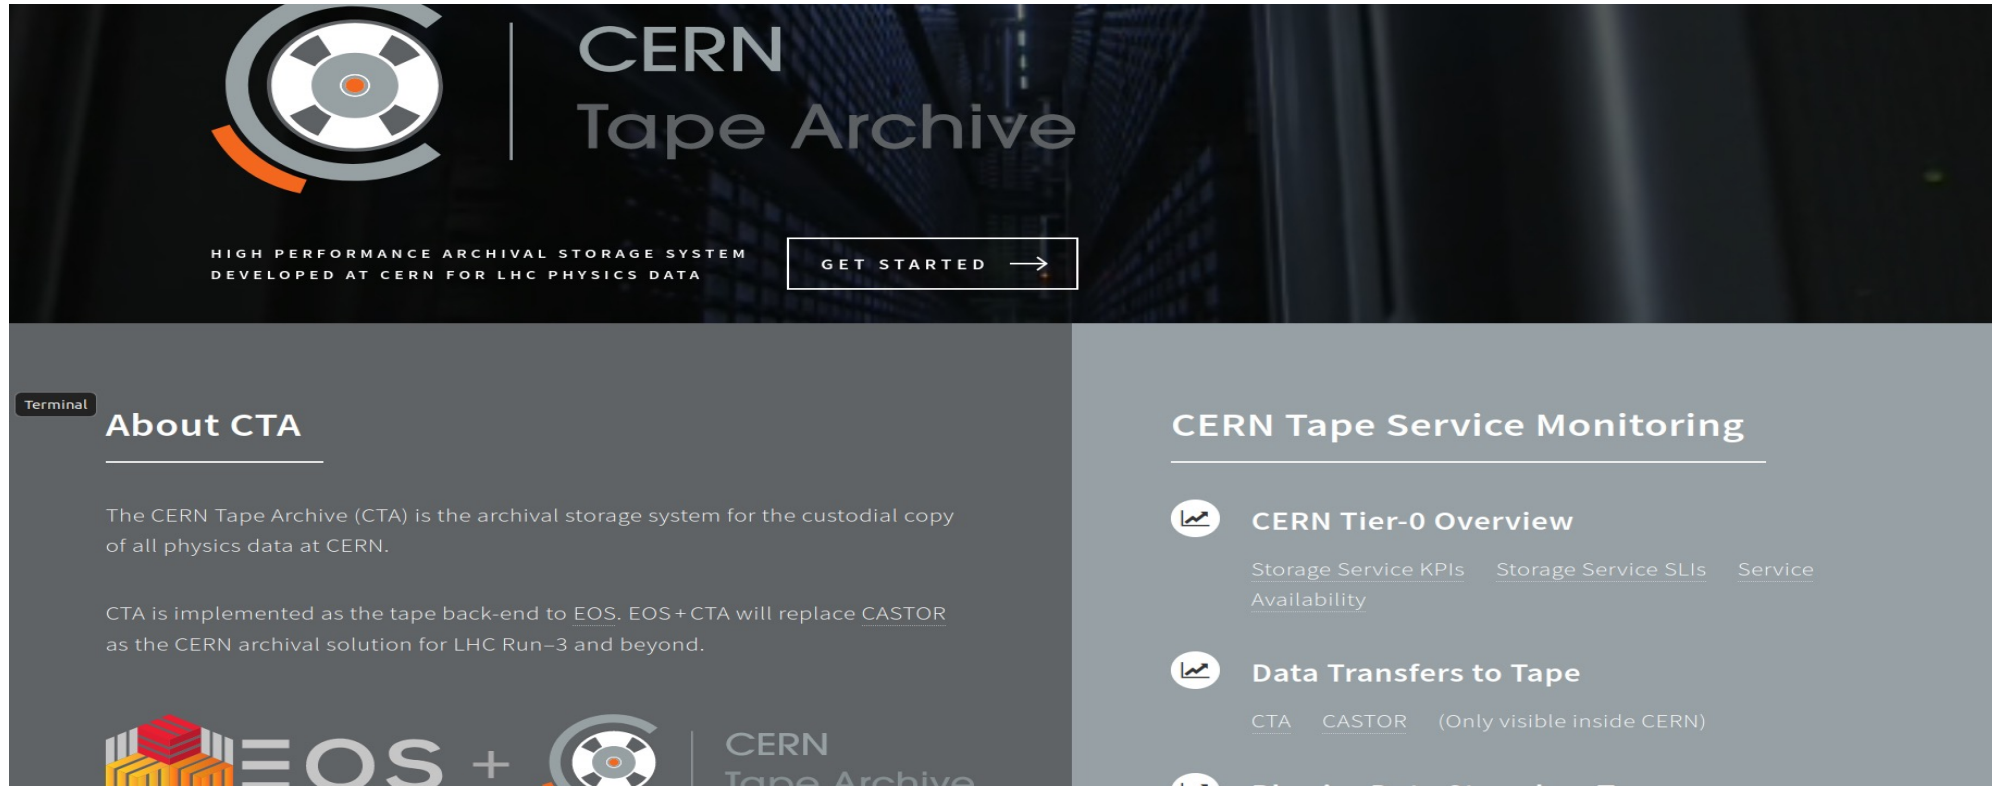 CERN
Tape Archive
HIGH PERFORMANCE ARCHIVAL STORAGE SYSTEM
DEVELOPED AT CERN FOR LHC PHYSICS DATA
GET STARTED
Terminal
About CTA
The CERN Tape Archive (CTA) is the archival storage system for the custodial copy
of all physics data at CERN.
CTA is implemented as the tape back-end to EOS. EOS+CTA will replace CASTOR
as the CERN archival solution for LHC Run–3 and beyond.
EOS + CERN
Tape Archive
CERN Tape Service Monitoring
CERN Tier-0 Overview
Storage Service KPIs Storage Service SLIs Service
Availability
Data Transfers to Tape
CTA CASTOR (Only visible inside CERN)